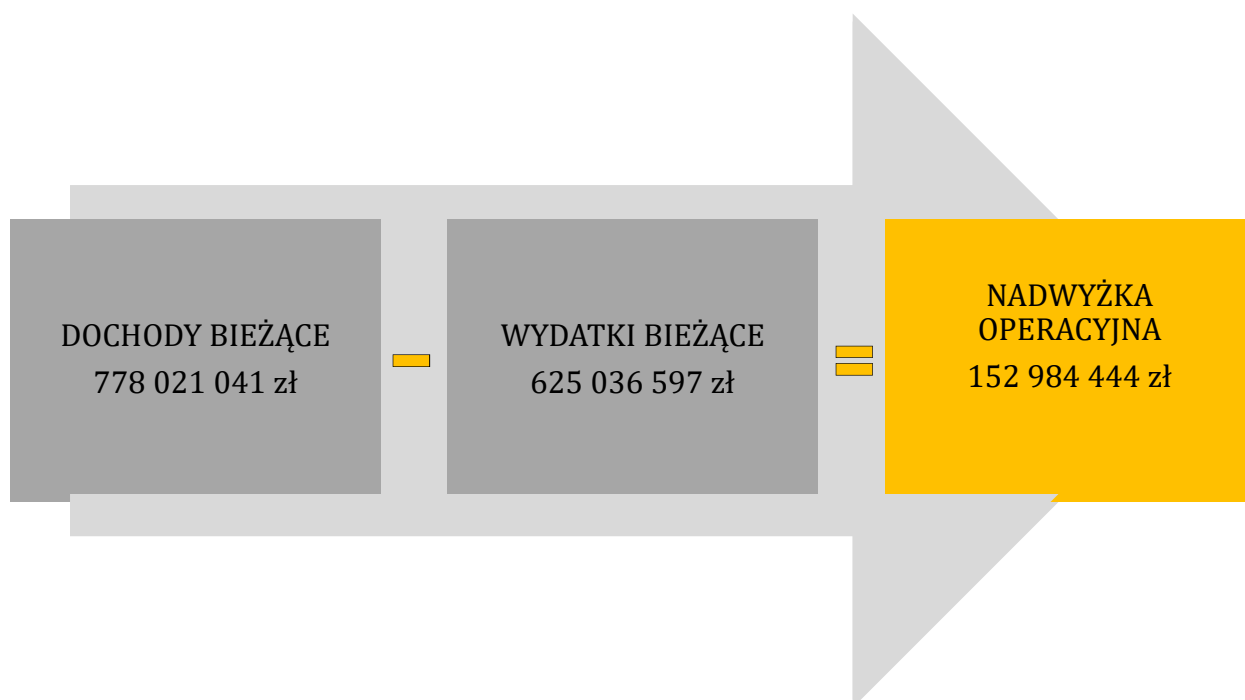 DOCHODY BIEŻĄCE
778 021 041 zł
WYDATKI BIEŻĄCE
625 036 597 zł
NADWYŻKA
OPERACYJNA
152 984 444 zł